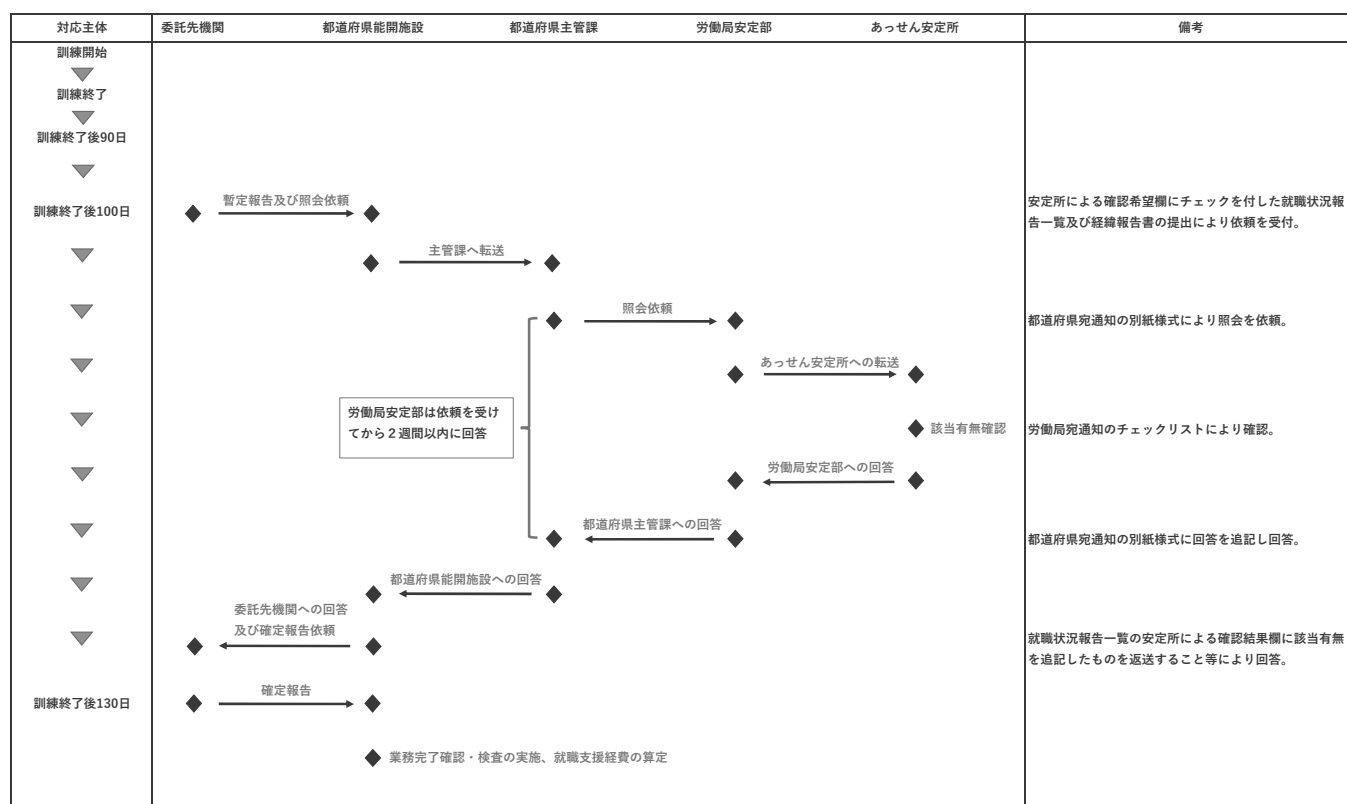 対応主体
委託先機関
都道府県能開施設
都道府県主管課
労働局安定部
あっせん安定所
備考
訓練開始
訓練終了
訓練終了後90日
訓練終了後100日
暫定報告及び照会依頼
安定所による確認希望欄にチェックを付した就職状況報
告一覧及び経緯報告書の提出により依頼を受付。
主管課へ転送
照会依頼
都道府県宛通知の別紙様式により照会を依頼。
あっせん安定所への転送
労働局安定部は依頼を受け
てから２週間以内に回答
該当有無確認
労働局宛通知のチェックリストにより確認。
労働局安定部への回答
都道府県主管課への回答
都道府県宛通知の別紙様式に回答を追記し回答。
都道府県能開施設への回答
委託先機関への回答
及び確定報告依頼
就職状況報告一覧の安定所による確認結果欄に該当有無
を追記したものを返送すること等により回答。
訓練終了後130日
確定報告
業務完了確認・検査の実施、就職支援経費の算定